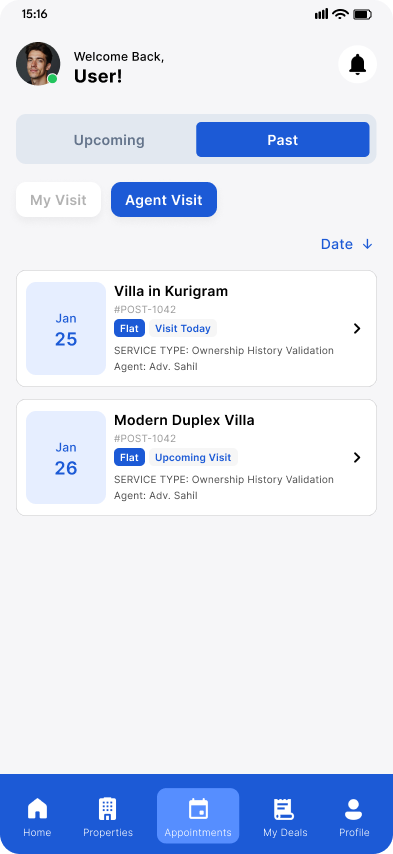 15:16
Welcome Back,
User!
Upcoming
Past
My Visit
Agent Visit
Date ↓
Jan
25
Villa in Kurigram
#POST-1042
Flat
Visit Today
SERVICE TYPE: Ownership History Validation
Agent: Adv. Sahil
Jan
26
Modern Duplex Villa
#POST-1042
Flat
Upcoming Visit
SERVICE TYPE: Ownership History Validation
Agent: Adv. Sahil
Home
Properties
Appointments
My Deals
Profile